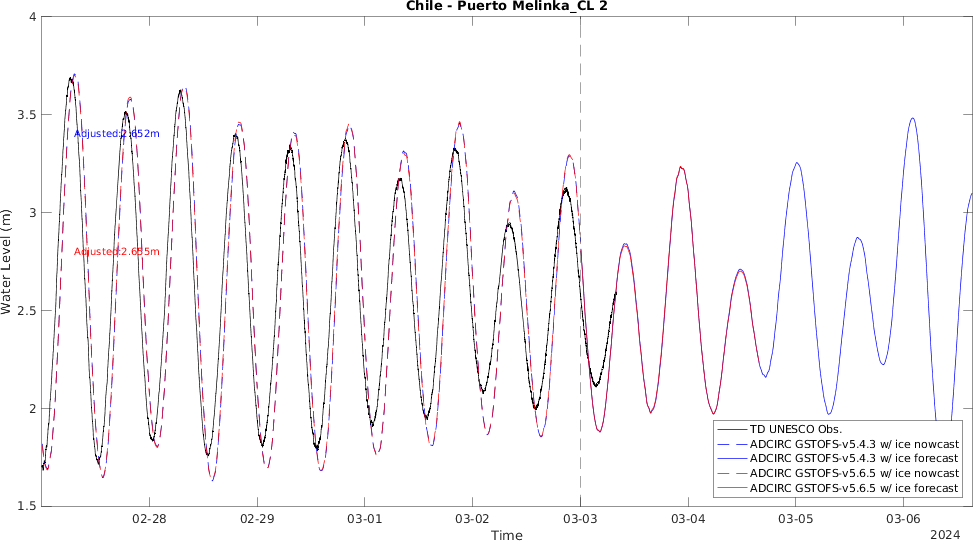 Chile - Puerto Melinka_CL 2
4
3.5
3
2.5
2
1.5
Water Level (m)
Adjusted:2.652m
Adjusted:2.655m
TD UNESCO Obs.
ADCIRC GSTOFS-v5.4.3 w/ ice nowcast
ADCIRC GSTOFS-v5.4.3 w/ ice forecast
ADCIRC GSTOFS-v5.6.5 w/ ice nowcast
ADCIRC GSTOFS-v5.6.5 w/ ice forecast
02-28 02-29 03-01 03-02 03-03 03-04 03-05 03-06
Time
2024